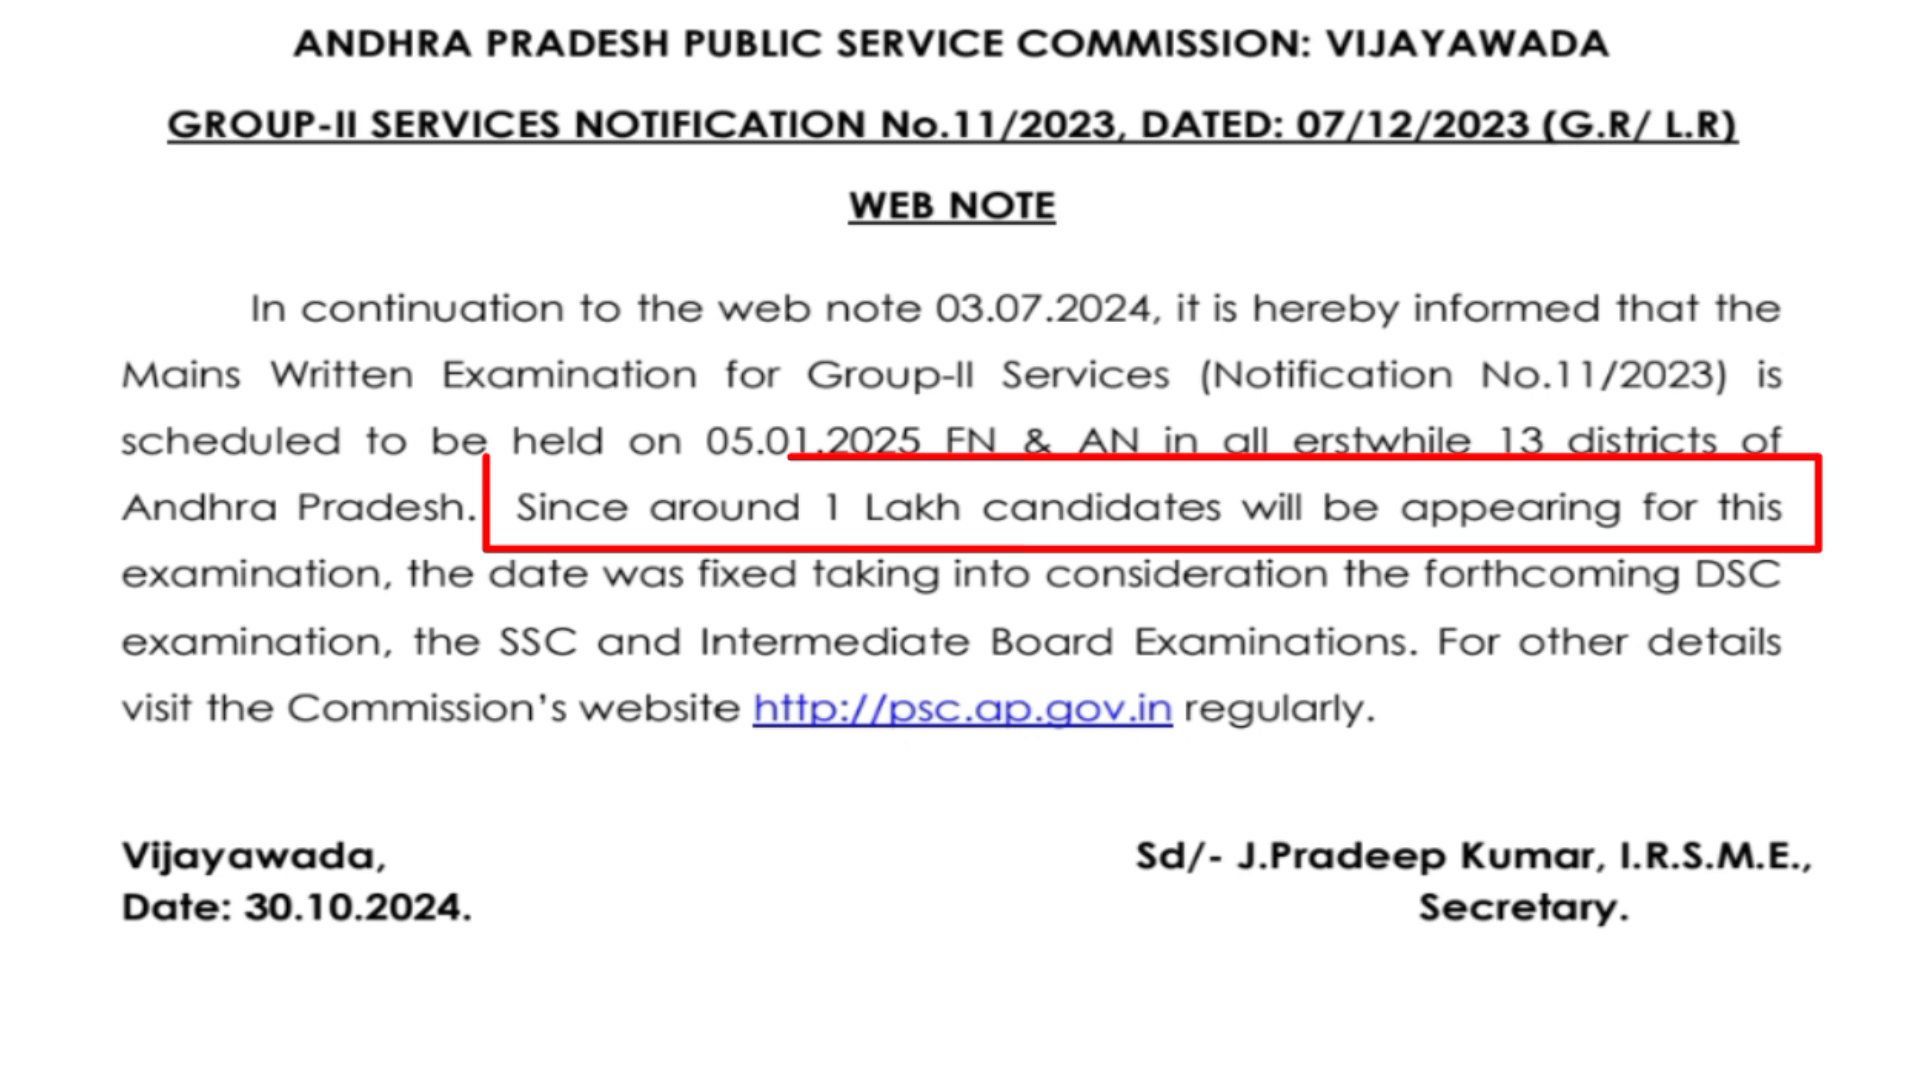 ANDHRA PRADESH PUBLIC SERVICE COMMISSION: VIJAYAWADA
GROUP-II SERVICES NOTIFICATION No.11/2023, DATED: 07/12/2023 (G.R/ L.R)
WEB NOTE
In continuation to the web note 03.07.2024, it is hereby informed that the
Mains Written Examination for Group-II Services (Notification No.11/2023) is
scheduled to be held on 05.01.2025 FN & AN in all erstwhile 13 districts of
Andhra Pradesh. Since around 1 Lakh candidates will be appearing for this
examination, the date was fixed taking into consideration the forthcoming DSC
examination, the SSC and Intermediate Board Examinations. For other details
visit the Commission's website http://psc.ap.gov.in regularly.
Vijayawada,
Date: 30.10.2024.
Sd/- J.Pradeep Kumar, I.R.S.M.E.,
Secretary.